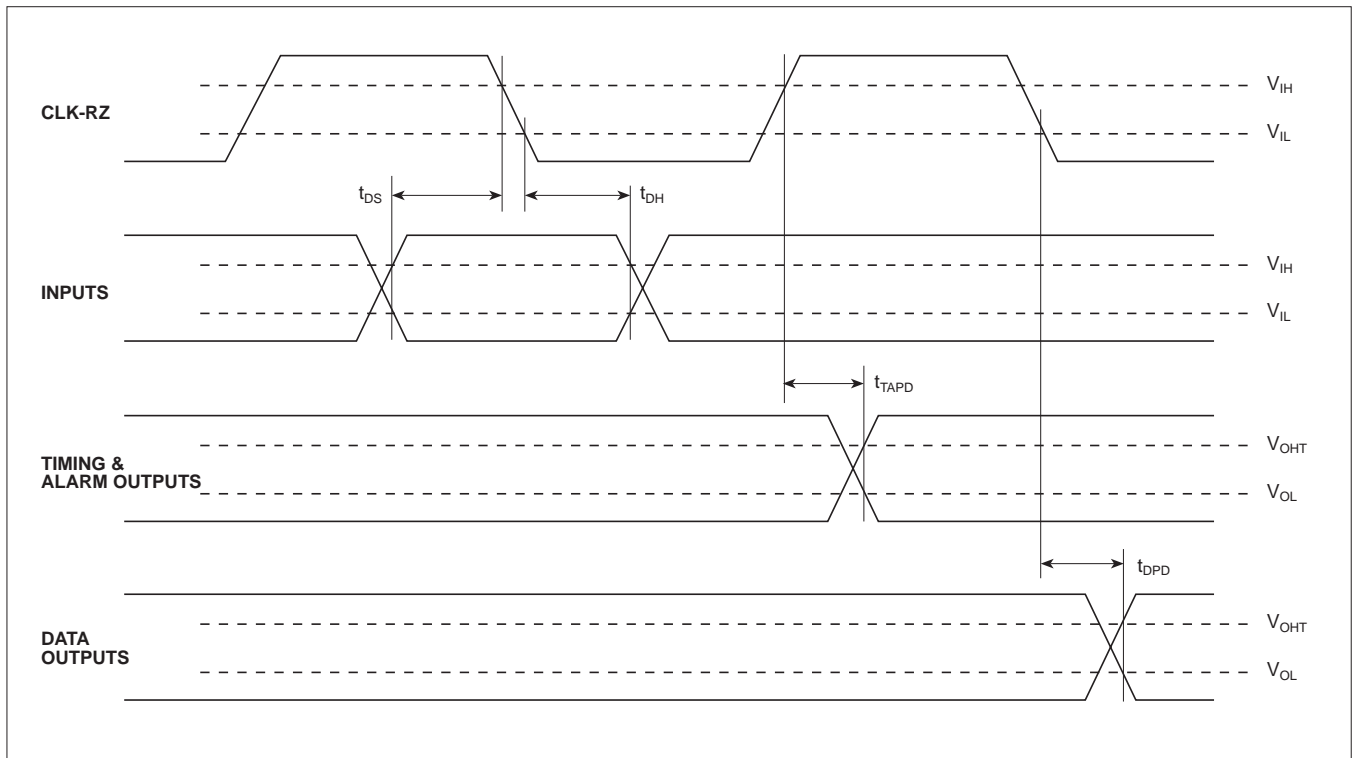 CLK-RZ
V_IH
V_IL
t_DS
t_DH
INPUTS
V_IH
V_IL
t_TAPD
TIMING &
ALARM OUTPUTS
V_OHT
V_OL
t_DPD
DATA
OUTPUTS
V_OHT
V_OL